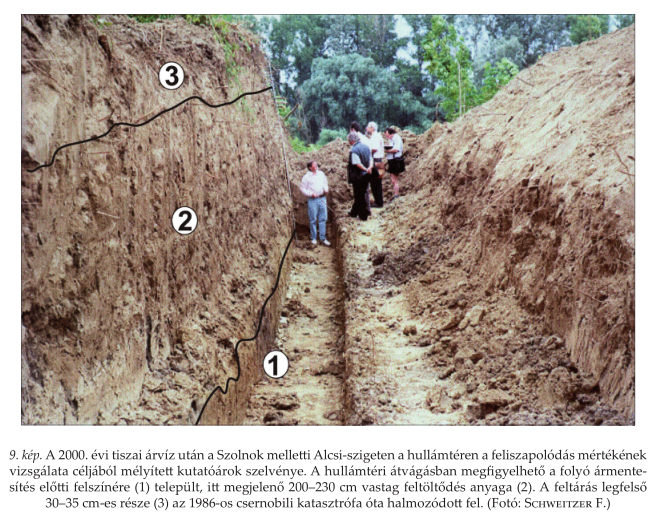 3
2
1
9. kép. A 2000. évi tiszai árvíz után a Szolnok melletti Alcsi-szigeten a hullámtéren a feliszapolódás mértékének
vizsgálata céljából mélyített kutatóárok szelvénye. A hullámtéri átvágásban megfigyelhető a folyó ármente-
sítés előtti felszínére (1) települt, itt megjelenő 200–230 cm vastag feltöltődés anyaga (2). A feltárás legfelső
30–35 cm-es része (3) az 1986-os csernobili katasztrófa óta halmozódott fel. (Fotó: SCHWEITZER F.)